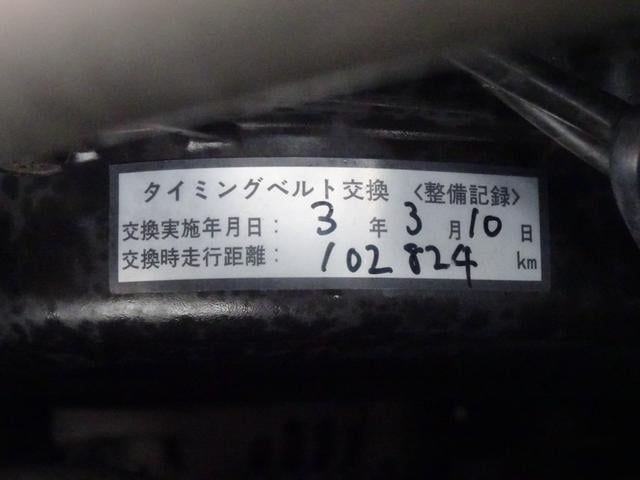 タイミングベルト交換 〈整備記録〉
交換実施年月日: 3 年 3 月 10 日
交換時走行距離: 102824 km